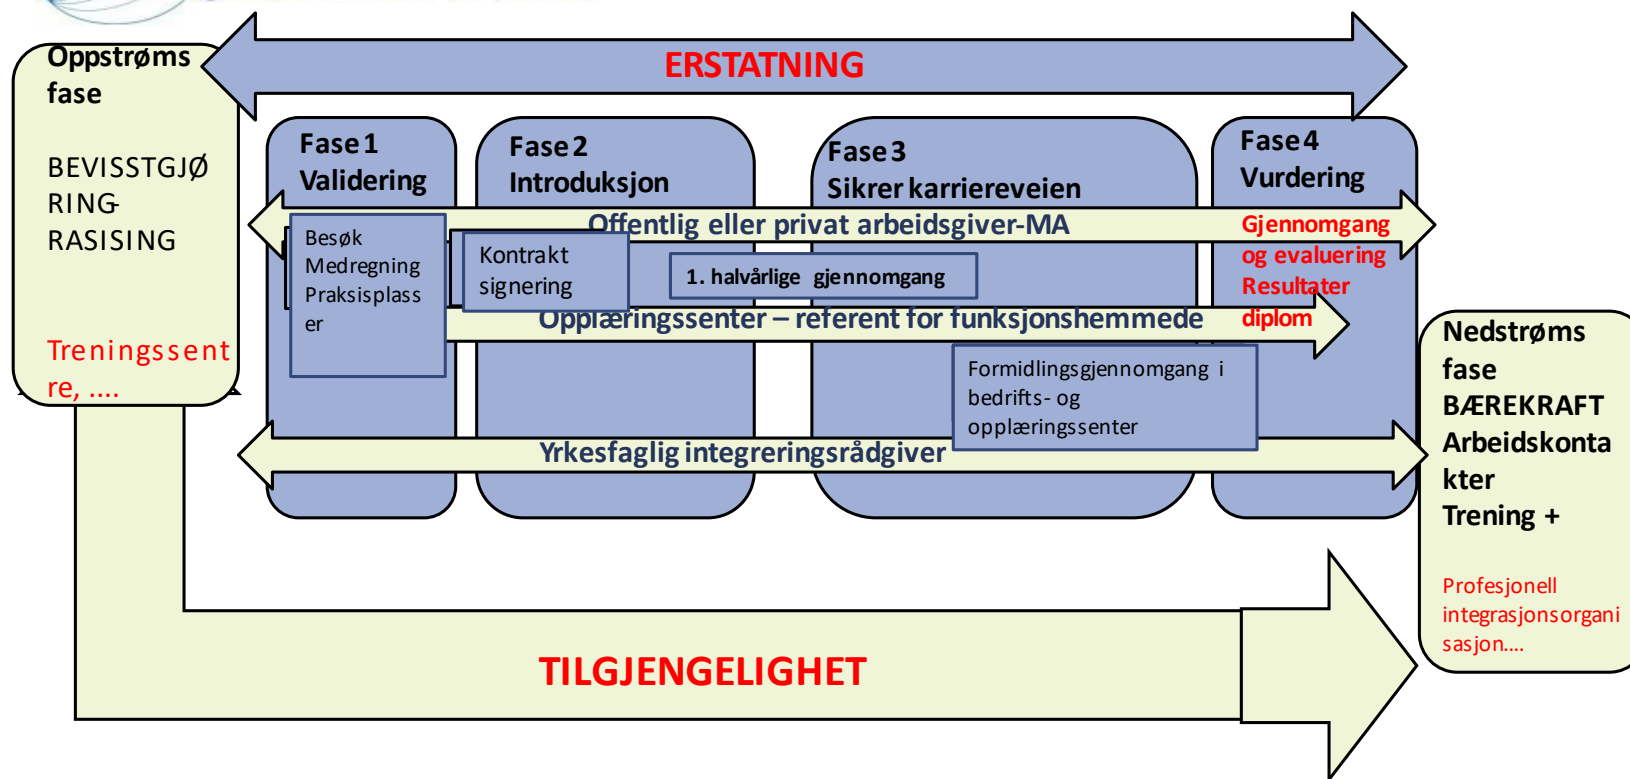 ERSTATNING
Oppstrøms
fase
BEVISSTGJØ
RING-
RASISING
Treningssent
re, ....
Fase 1
Validering
Fase 2
Introduksjon
Fase 3
Sikrer karriereveien
Fase 4
Vurdering
Offentlig eller privat arbeidsgiver-MA
Gjennomgang
og evaluering
Resultater
diplom
Besøk
Medregning
Praksisplass
er
Kontrakt
signering
1. halvårlige gjennomgang
Opplæringssenter – referent for funksjonshemmede
Formidlingsgjennomgang i
bedrifts- og
opplæringssenter
Yrkesfaglig integreringsrådgiver
Nedstrøms
fase
BÆREKRAFT
Arbeidskonta
kter
Trening +
Profesjonell
integrasjonsorgani
sasjon....
TILGJENGELIGHET